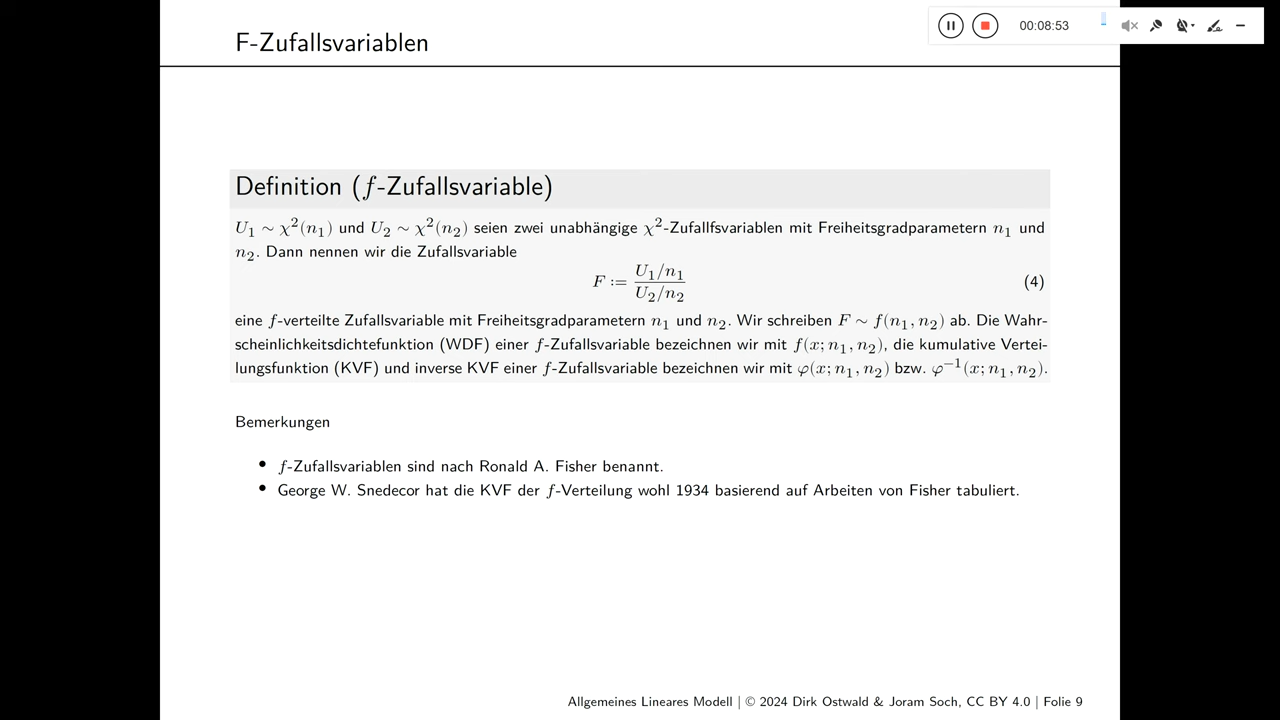 00:08:53
F-Zufallsvariablen
Definition (f-Zufallsvariable)
U₁ ∼ χ²(n₁) und U₂ ∼ χ²(n₂) seien zwei unabhängige χ²-Zufallfsvariablen mit Freiheitsgradparametern n₁ und
n₂. Dann nennen wir die Zufallsvariable
F := (U₁/n₁)/(U₂/n₂) (4)
eine f-verteilte Zufallsvariable mit Freiheitsgradparametern n₁ und n₂. Wir schreiben F ∼ f(n₁, n₂) ab. Die Wahr-
scheinlichkeitsdichtefunktion (WDF) einer f-Zufallsvariable bezeichnen wir mit f(x; n₁, n₂), die kumulative Vertei-
lungsfunktion (KVF) und inverse KVF einer f-Zufallsvariable bezeichnen wir mit φ(x; n₁, n₂) bzw. φ⁻¹(x; n₁, n₂).
Bemerkungen
• f-Zufallsvariablen sind nach Ronald A. Fisher benannt.
• George W. Snedecor hat die KVF der f-Verteilung wohl 1934 basierend auf Arbeiten von Fisher tabuliert.
Allgemeines Lineares Modell | © 2024 Dirk Ostwald & Joram Soch, CC BY 4.0 | Folie 9